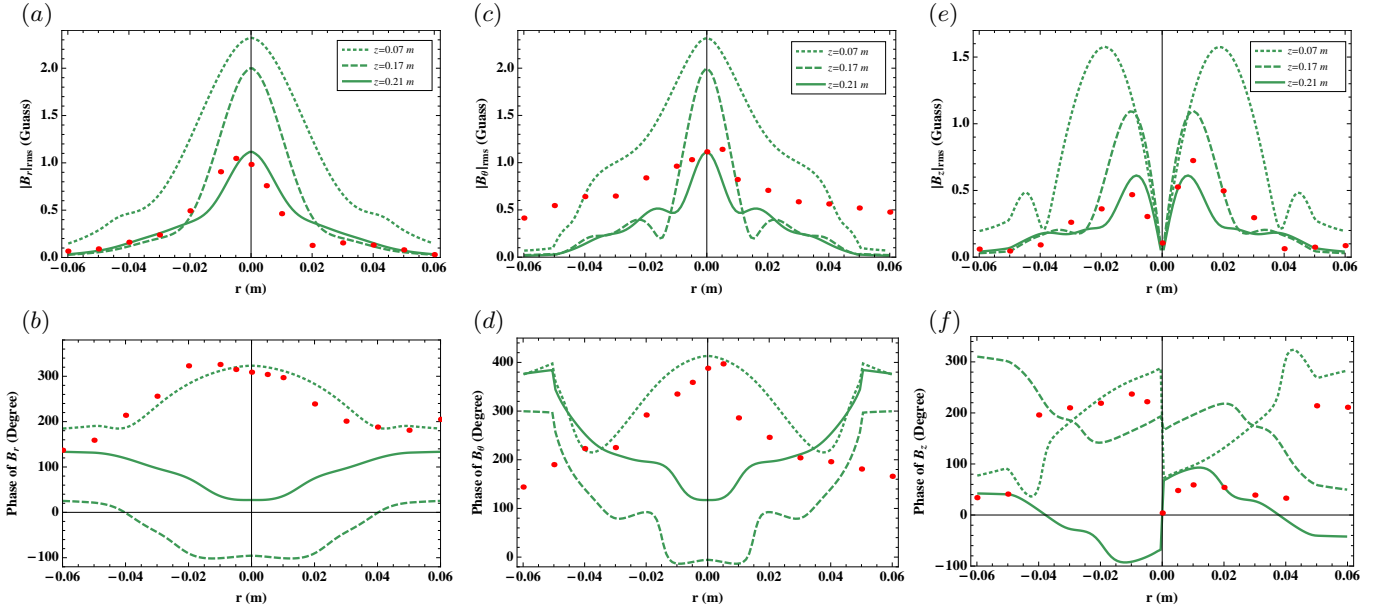 (a)
|B_r|_rms (Guass)
2.0
1.5
1.0
0.5
0.0
z=0.07 m
z=0.17 m
z=0.21 m
−0.06 −0.04 −0.02 0.00 0.02 0.04 0.06
r (m)
(c)
|B_θ|_rms (Guass)
2.0
1.5
1.0
0.5
0.0
z=0.07 m
z=0.17 m
z=0.21 m
−0.06 −0.04 −0.02 0.00 0.02 0.04 0.06
r (m)
(e)
|B_z|_rms (Guass)
1.5
1.0
0.5
0.0
z=0.07 m
z=0.17 m
z=0.21 m
−0.06 −0.04 −0.02 0.00 0.02 0.04 0.06
r (m)
(b)
Phase of B_r (Degree)
300
200
100
0
−100
−0.06 −0.04 −0.02 0.00 0.02 0.04 0.06
r (m)
(d)
Phase of B_θ (Degree)
400
300
200
100
0
−0.06 −0.04 −0.02 0.00 0.02 0.04 0.06
r (m)
(f)
Phase of B_z (Degree)
300
200
100
0
−100
−0.06 −0.04 −0.02 0.00 0.02 0.04 0.06
r (m)